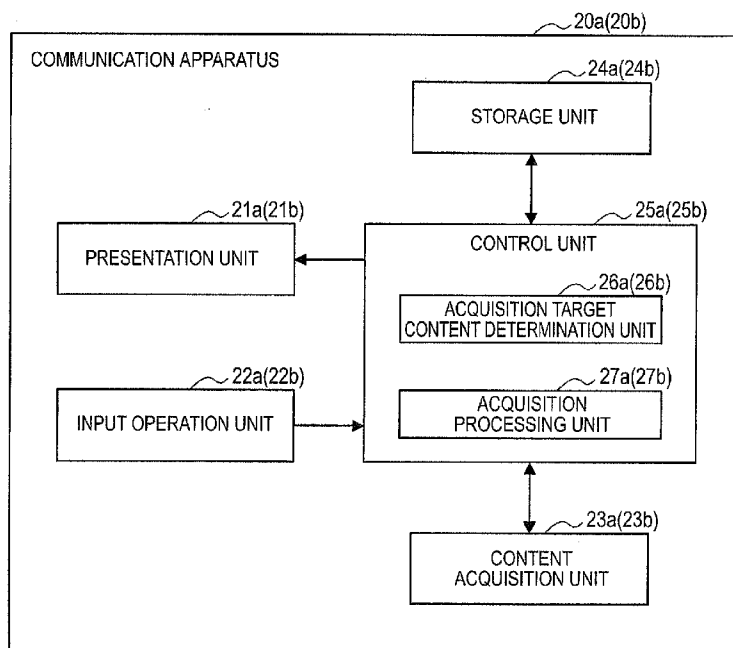 20a(20b)
COMMUNICATION APPARATUS
24a(24b)
STORAGE UNIT
21a(21b)
PRESENTATION UNIT
25a(25b)
CONTROL UNIT
26a(26b)
ACQUISITION TARGET
CONTENT DETERMINATION UNIT
22a(22b)
INPUT OPERATION UNIT
27a(27b)
ACQUISITION
PROCESSING UNIT
23a(23b)
CONTENT
ACQUISITION UNIT